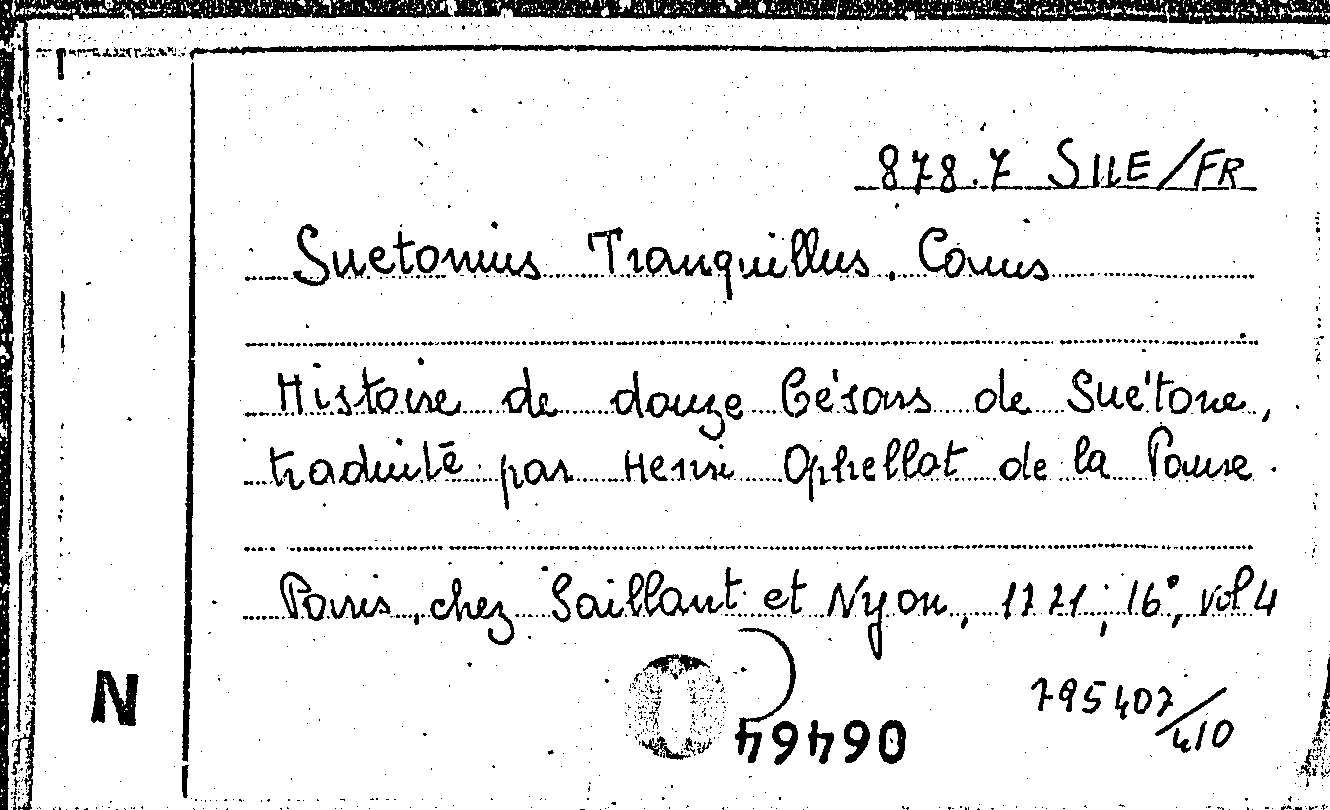 878.7 SUE/FR
Suetonius Tranquillus, Caius
Histoire de douze Césars de Suétone,
traduite par Henri Ophellot de la Pause.
Paris, chez Saillant et Nyon, 1771; 16°, vol 4
N
795407/410
06464